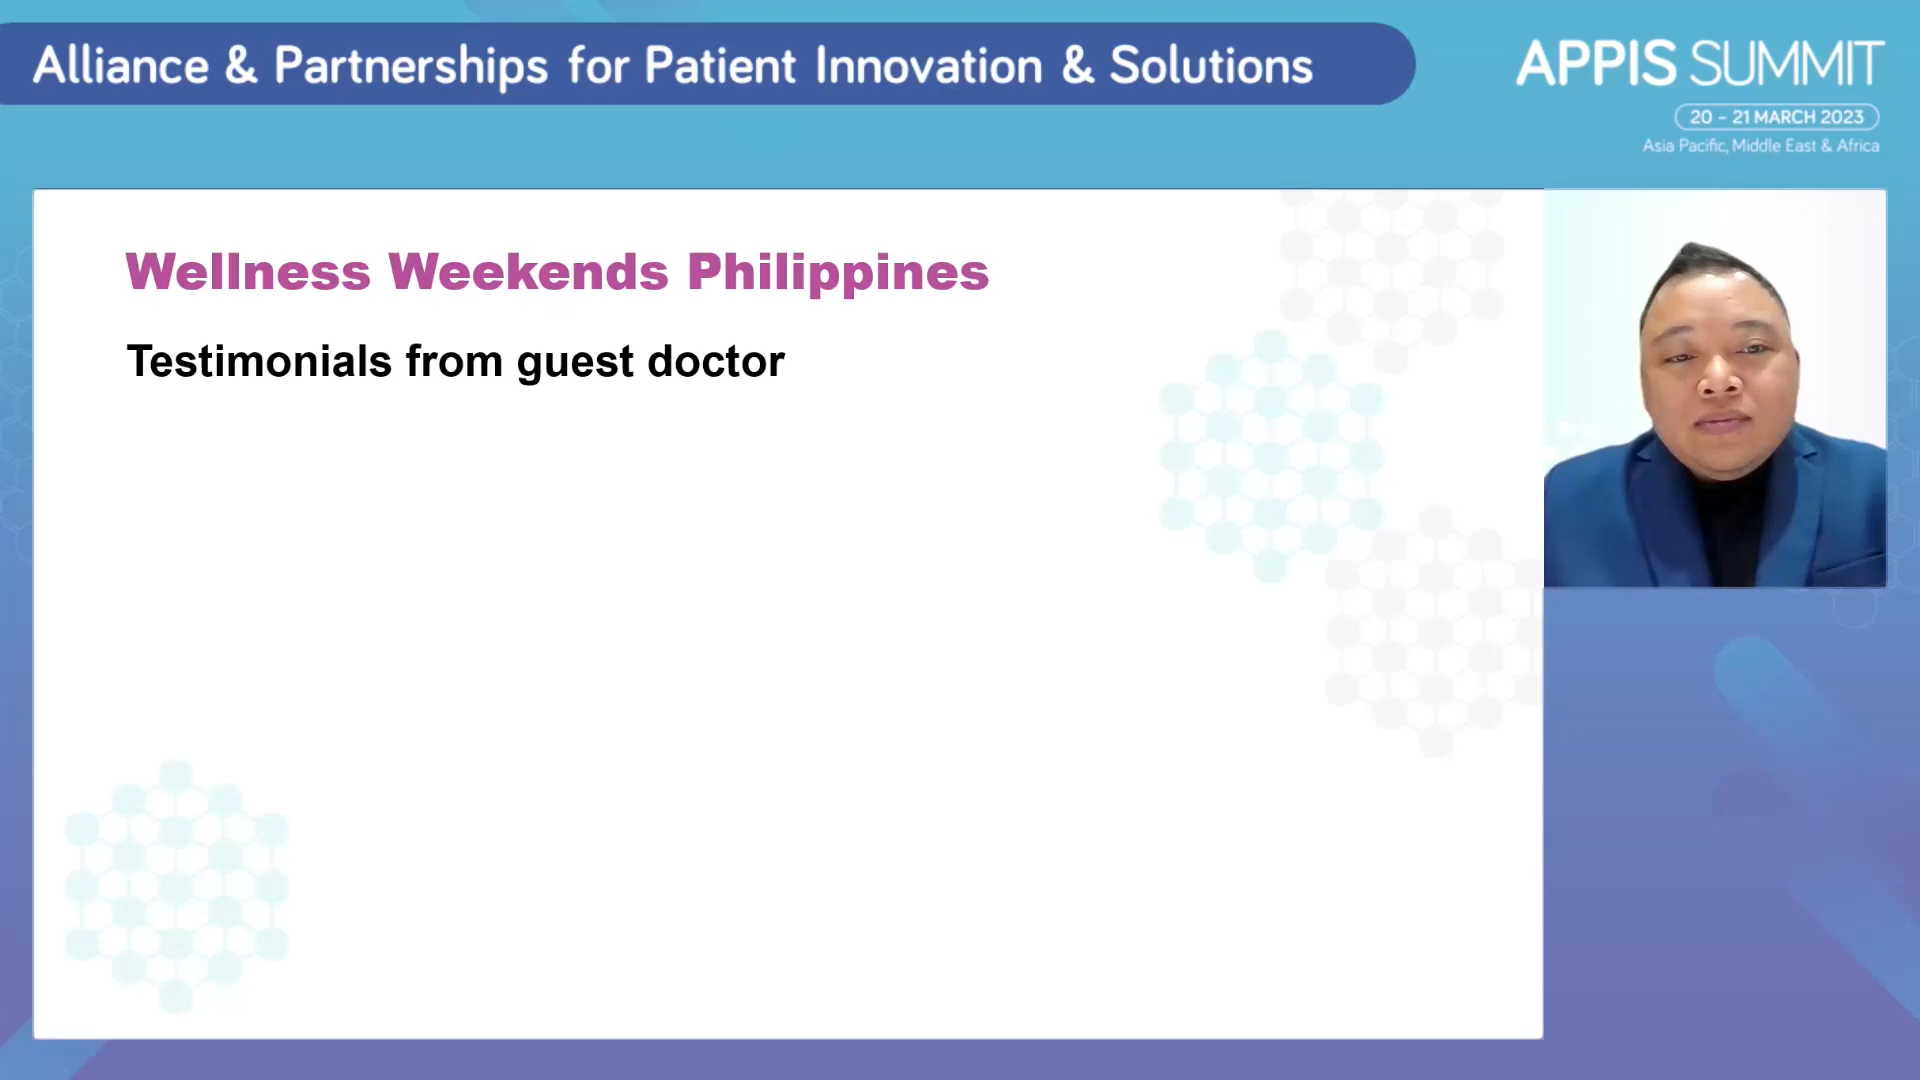 Alliance & Partnerships for Patient Innovation & Solutions
APPIS SUMMIT
20 – 21 MARCH 2023
Asia Pacific, Middle East & Africa
Wellness Weekends Philippines
Testimonials from guest doctor